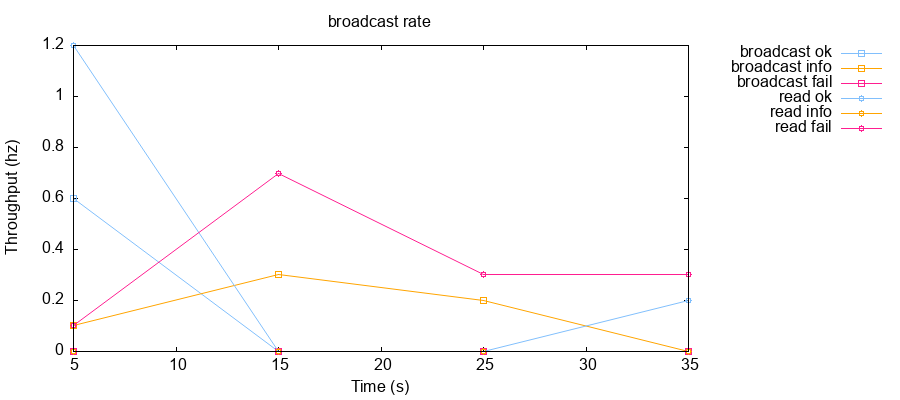 broadcast rate
1.2
1
0.8
0.6
0.4
0.2
0
5
10
15
20
25
30
35
Throughput (hz)
Time (s)
broadcast ok
broadcast info
broadcast fail
read ok
read info
read fail